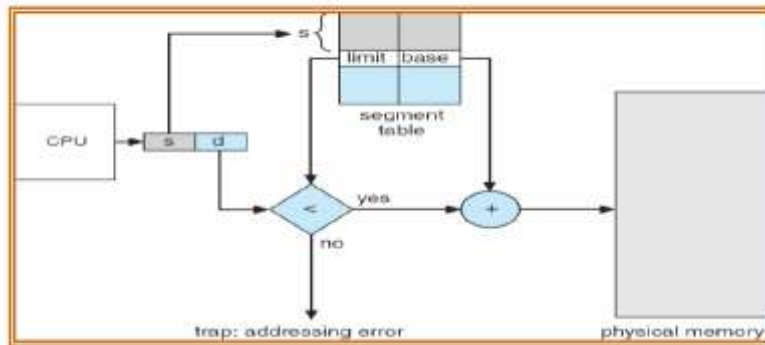 s {
limit base
segment
table
CPU
s d
<
yes
+
no
trap: addressing error
physical memory